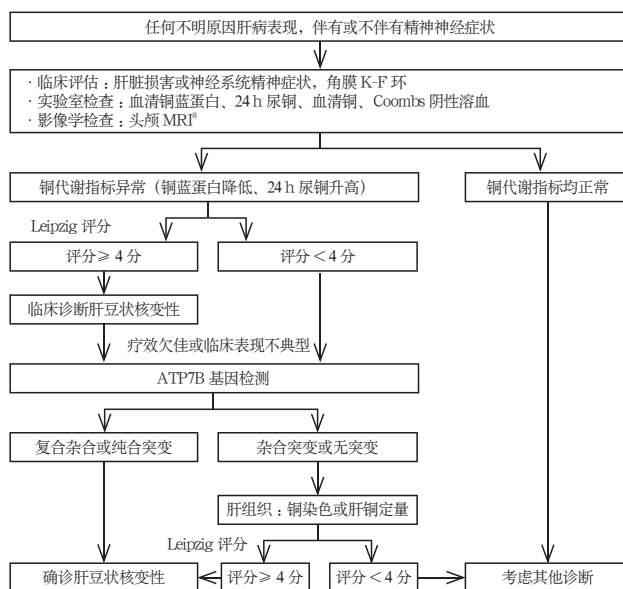 任何不明原因肝病表现，伴有或不伴有精神神经症状
· 临床评估：肝脏损害或神经系统精神症状，角膜 K-F 环
· 实验室检查：血清铜蓝蛋白、24 h 尿铜、血清铜、Coombs 阴性溶血
· 影像学检查：头颅 MRIª
铜代谢指标异常（铜蓝蛋白降低、24 h 尿铜升高）
铜代谢指标均正常
Leipzig 评分
评分≥ 4 分
评分< 4 分
临床诊断肝豆状核变性
疗效欠佳或临床表现不典型
ATP7B 基因检测
复合杂合或纯合突变
杂合突变或无突变
肝组织：铜染色或肝铜定量
Leipzig 评分
确诊肝豆状核变性
评分≥ 4 分
评分< 4 分
考虑其他诊断